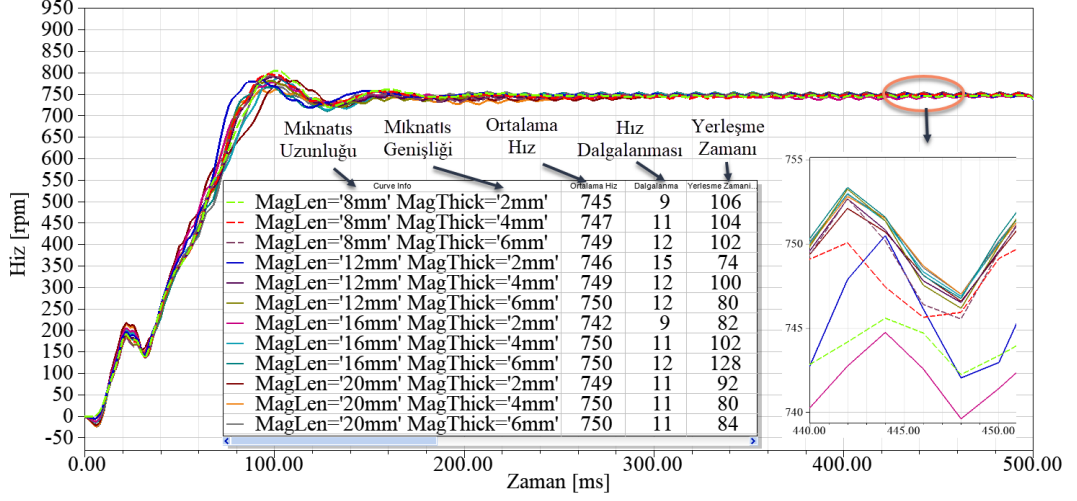 950
900
850
800
750
700
650
600
550
500
450
400
350
300
250
200
150
100
50
0
-50
Hiz [rpm]
Mıknatıs Uzunluğu
Mıknatıs Genişliği
Ortalama Hız
Hız Dalgalanması
Yerleşme Zamanı
Curve Info Ortalama Hiz Dalgalanma Yerlesme Zamani...
MagLen='8mm' MagThick='2mm' 745 9 106
MagLen='8mm' MagThick='4mm' 747 11 104
MagLen='8mm' MagThick='6mm' 749 12 102
MagLen='12mm' MagThick='2mm' 746 15 74
MagLen='12mm' MagThick='4mm' 749 12 100
MagLen='12mm' MagThick='6mm' 750 12 80
MagLen='16mm' MagThick='2mm' 742 9 82
MagLen='16mm' MagThick='4mm' 750 11 102
MagLen='16mm' MagThick='6mm' 750 12 128
MagLen='20mm' MagThick='2mm' 749 11 92
MagLen='20mm' MagThick='4mm' 750 11 80
MagLen='20mm' MagThick='6mm' 750 11 84
755
750
745
740
440.00 445.00 450.00
0.00 100.00 200.00 300.00 400.00 500.00
Zaman [ms]